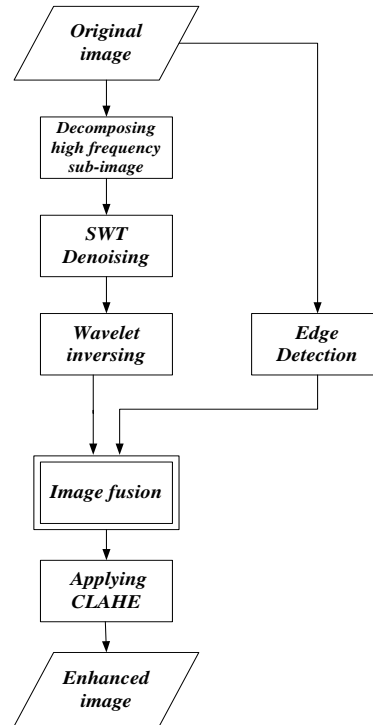 Original
image
Decomposing
high frequency
sub-image
SWT
Denoising
Wavelet
inversing
Edge
Detection
Image fusion
Applying
CLAHE
Enhanced
image